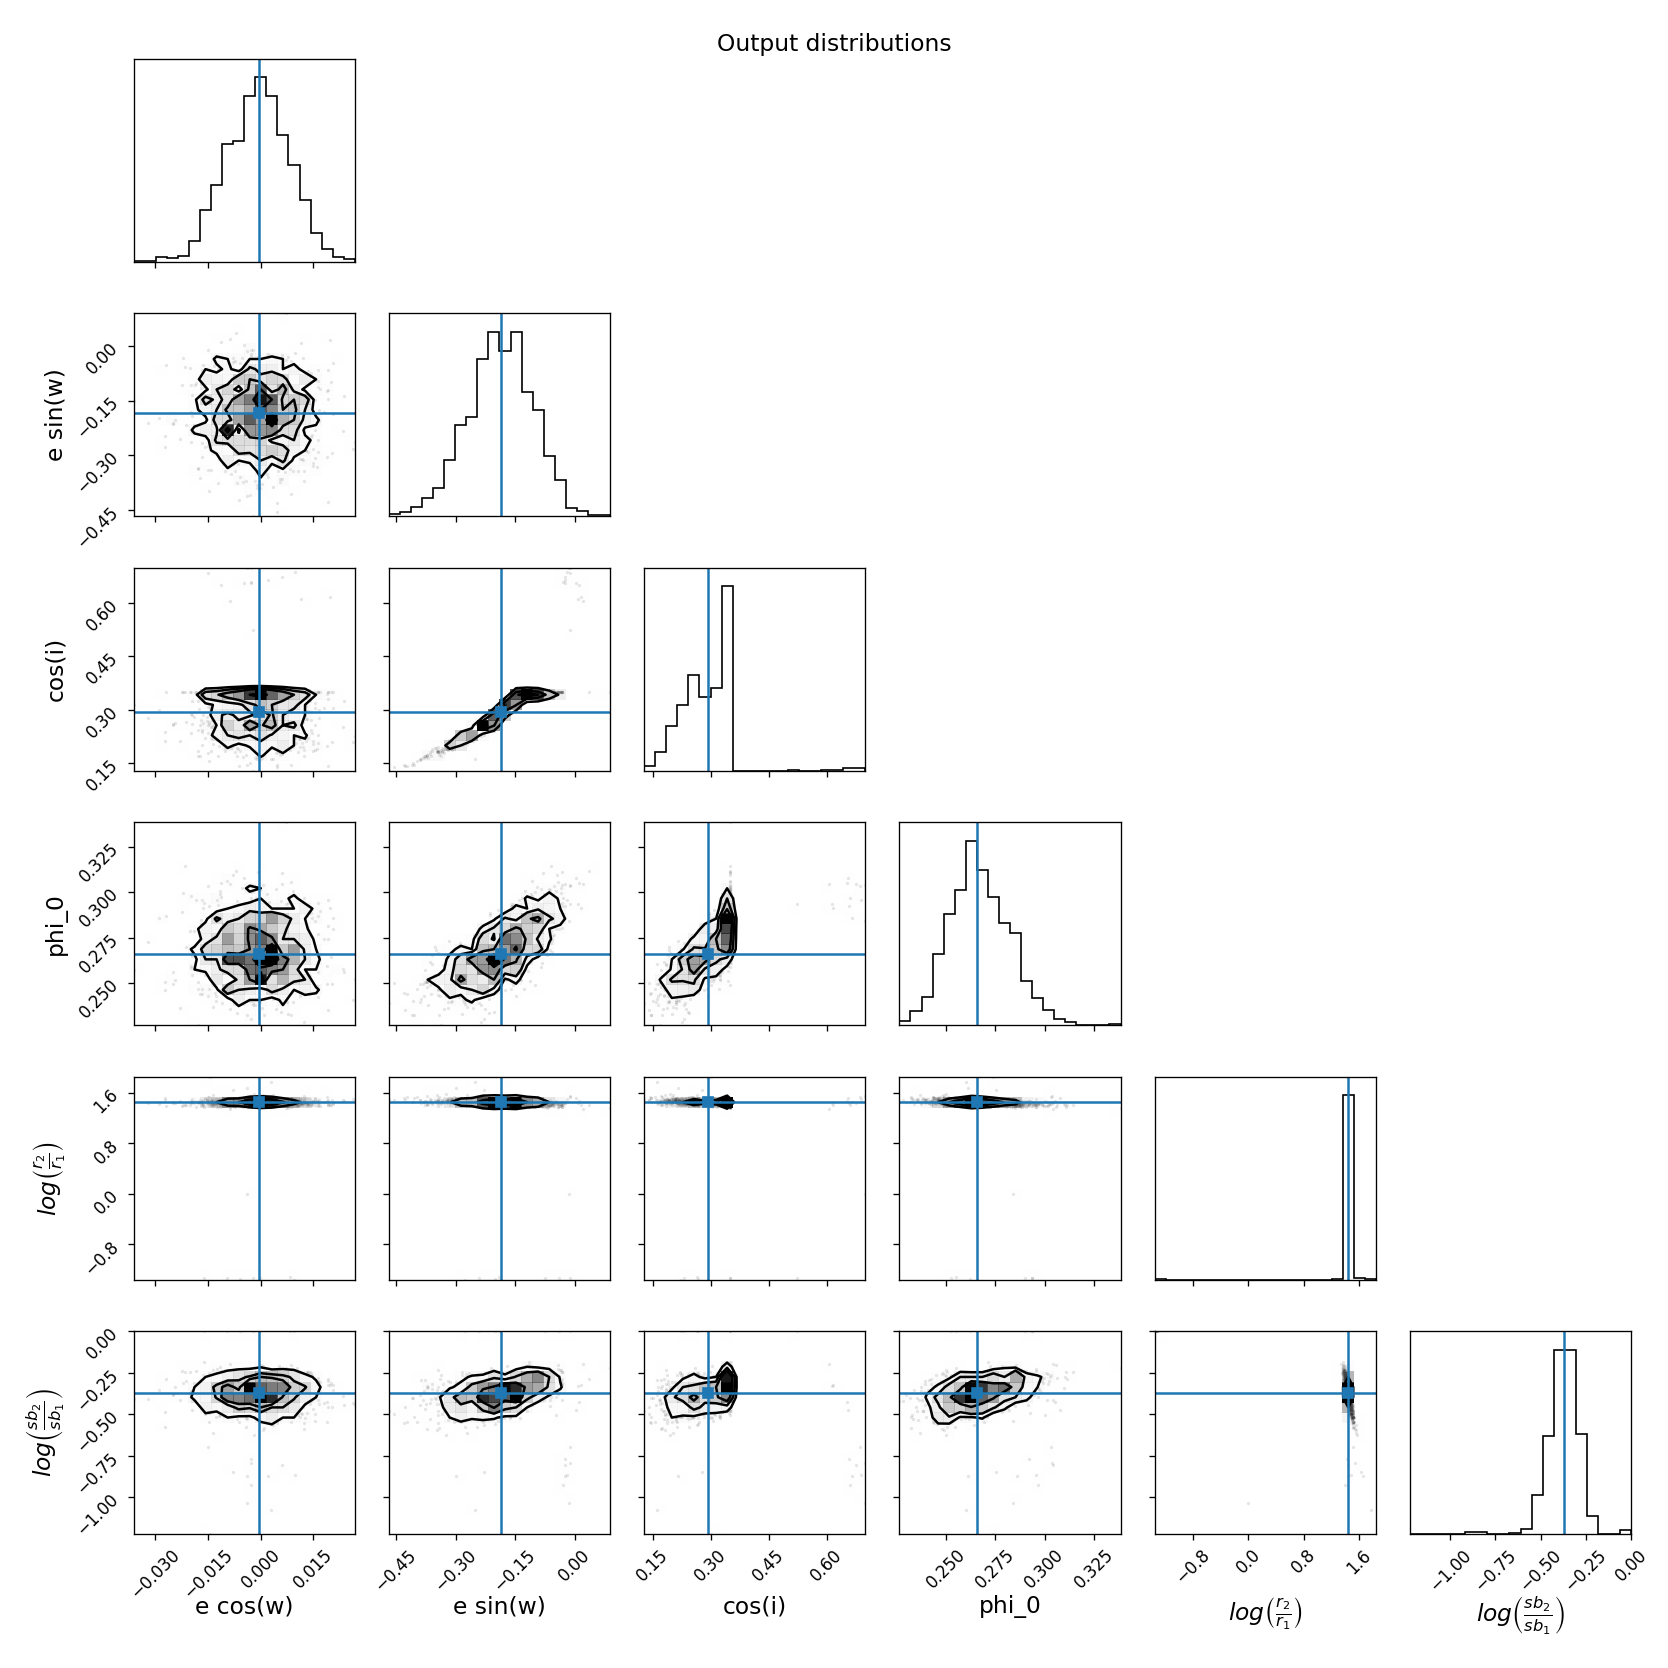 Output distributions
e sin(w)
0.00
−0.15
−0.30
−0.45
cos(i)
0.60
0.45
0.30
0.15
phi_0
0.325
0.300
0.275
0.250
log(r₂/r₁)
1.6
0.8
0.0
−0.8
log(sb₂/sb₁)
0.00
−0.25
−0.50
−0.75
−1.00
−0.030 −0.015 0.000 0.015 −0.45 −0.30 −0.15 0.00 0.15 0.30 0.45 0.60 0.250 0.275 0.300 0.325 −0.8 0.0 0.8 1.6 −1.00 −0.75 −0.50 −0.25 0.00
e cos(w) e sin(w) cos(i) phi_0 log(r₂/r₁) log(sb₂/sb₁)